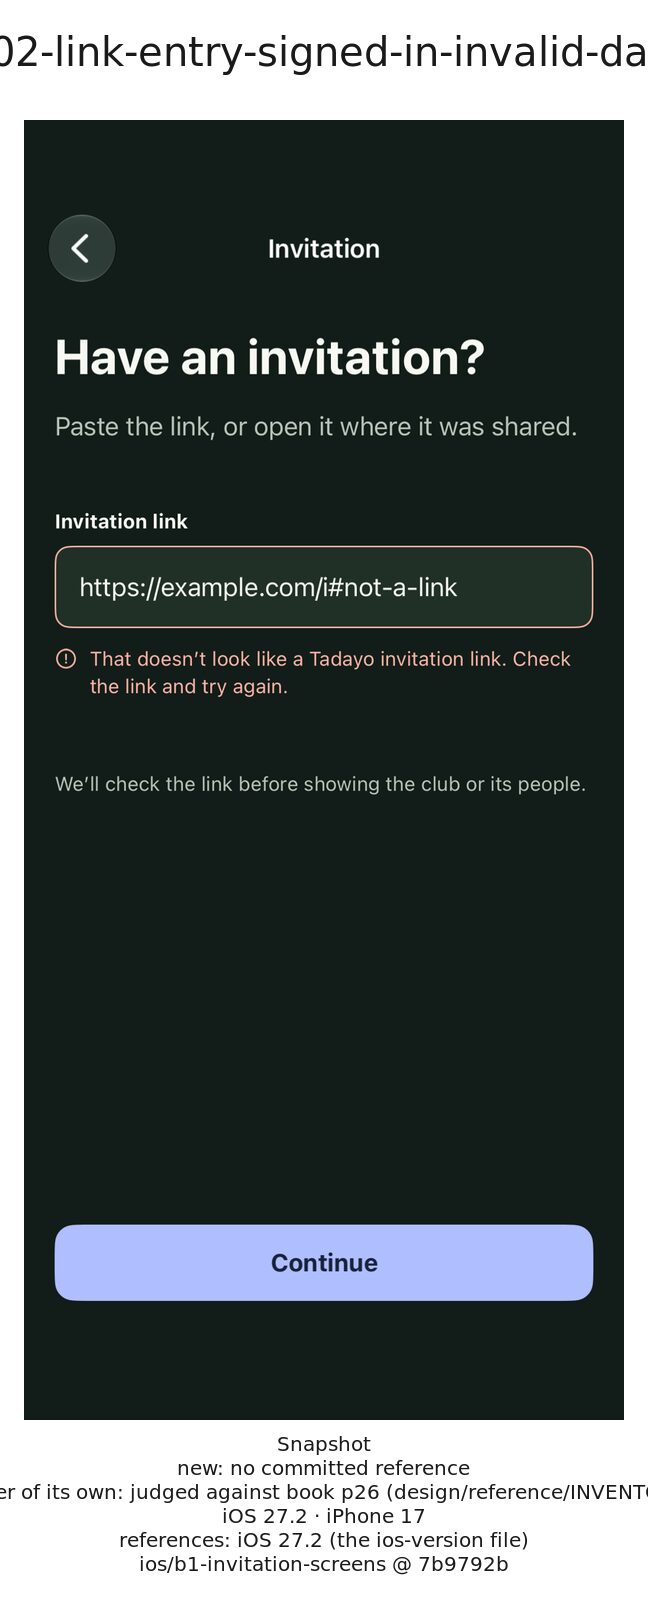 02-link-entry-signed-in-invalid-da
Invitation
Have an invitation?
Paste the link, or open it where it was shared.
Invitation link
https://example.com/i#not-a-link
That doesn’t look like a Tadayo invitation link. Check
the link and try again.
We’ll check the link before showing the club or its people.
Continue
Snapshot
new: no committed reference
er of its own: judged against book p26 (design/reference/INVENTO
iOS 27.2 · iPhone 17
references: iOS 27.2 (the ios-version file)
ios/b1-invitation-screens @ 7b9792b